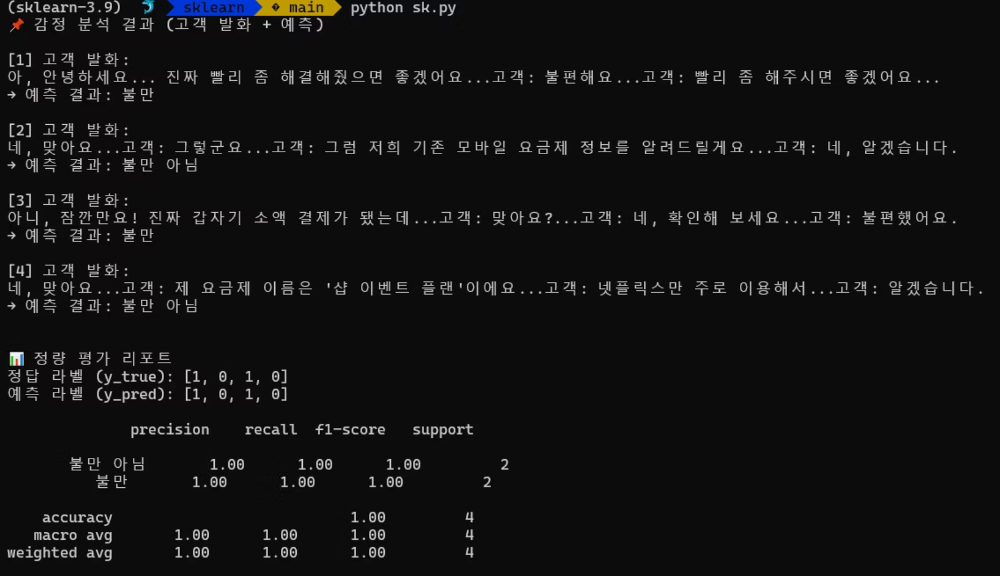 (sklearn-3.9) 🐬 sklearn � main python sk.py
📌 감정 분석 결과 (고객 발화 + 예측)
[1] 고객 발화:
아, 안녕하세요... 진짜 빨리 좀 해결해줬으면 좋겠어요...고객: 불편해요...고객: 빨리 좀 해주시면 좋겠어요...
→ 예측 결과: 불만
[2] 고객 발화:
네, 맞아요...고객: 그렇군요...고객: 그럼 저희 기존 모바일 요금제 정보를 알려드릴게요...고객: 네, 알겠습니다.
→ 예측 결과: 불만 아님
[3] 고객 발화:
아니, 잠깐만요! 진짜 갑자기 소액 결제가 됐는데...고객: 맞아요?...고객: 네, 확인해 보세요...고객: 불편했어요.
→ 예측 결과: 불만
[4] 고객 발화:
네, 맞아요...고객: 제 요금제 이름은 '샵 이벤트 플랜'이에요...고객: 넷플릭스만 주로 이용해서...고객: 알겠습니다.
→ 예측 결과: 불만 아님
📊 정량 평가 리포트
정답 라벨 (y_true): [1, 0, 1, 0]
예측 라벨 (y_pred): [1, 0, 1, 0]
precision recall f1-score support
불만 아님 1.00 1.00 1.00 2
불만 1.00 1.00 1.00 2
accuracy 1.00 4
macro avg 1.00 1.00 1.00 4
weighted avg 1.00 1.00 1.00 4